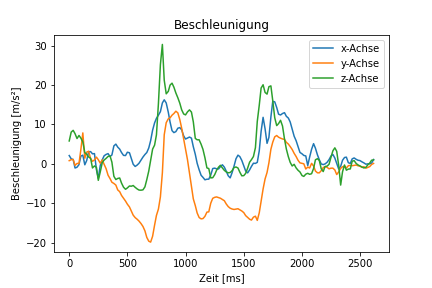 Beschleunigung
x-Achse
y-Achse
z-Achse
30
20
10
0
−10
−20
Beschleunigung [m/s²]
0
500
1000
1500
2000
2500
Zeit [ms]